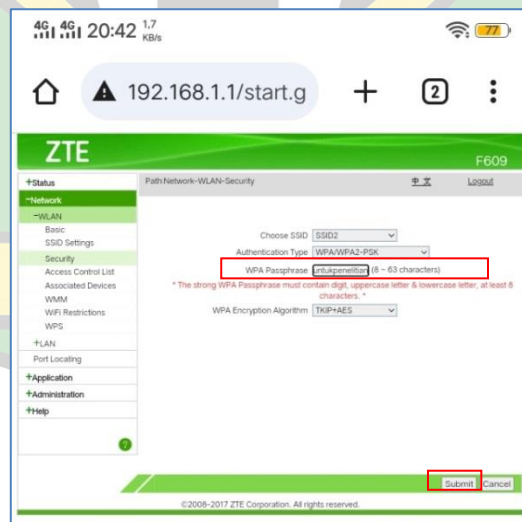 4G 4G 20:42 1,7 KB/s 77
192.168.1.1/start.g 2
ZTE
F609
+Status
Path:Network-WLAN-Security 中文 Logout
-Network
-WLAN
Basic
SSID Settings
Security
Access Control List
Associated Devices
WMM
WiFi Restrictions
WPS
+LAN
Port Locating
+Application
+Administration
+Help
?
Choose SSID SSID2
Authentication Type WPA/WPA2-PSK
WPA Passphrase untukpenelitian (8 ~ 63 characters)
* The strong WPA Passphrase must contain digit, uppercase letter & lowercase letter, at least 8
characters. *
WPA Encryption Algorithm TKIP+AES
Submit Cancel
©2008-2017 ZTE Corporation. All rights reserved.